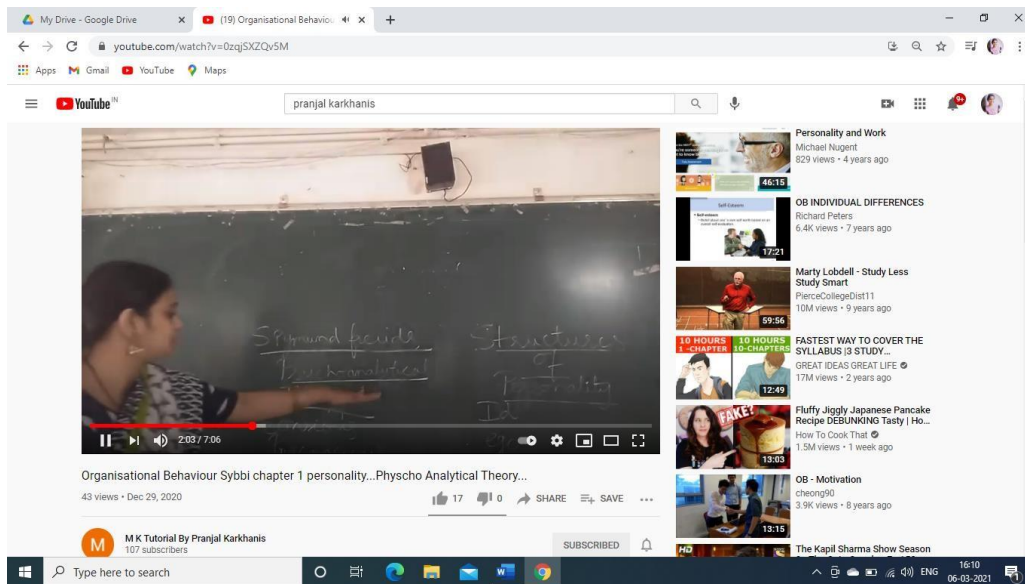 My Drive - Google Drive
(19) Organisational Behaviou
youtube.com/watch?v=0zqjSXZQv5M
Apps
Gmail
YouTube
Maps
YouTube IN
pranjal karkhanis
9+
Structures
of
Personality
Id
2:03 / 7:06
Organisational Behaviour Sybbi chapter 1 personality...Physcho Analytical Theory...
43 views • Dec 29, 2020
17
0
SHARE
SAVE
M
M K Tutorial By Pranjal Karkhanis
107 subscribers
SUBSCRIBED
Personality and Work
Michael Nugent
829 views • 4 years ago
46:15
OB INDIVIDUAL DIFFERENCES
Richard Peters
6.4K views • 7 years ago
17:21
Marty Lobdell - Study Less
Study Smart
PierceCollegeDist11
10M views • 9 years ago
59:56
10 HOURS 10 HOURS
1 -CHAPTER 10-CHAPTERS
FASTEST WAY TO COVER THE
SYLLABUS |3 STUDY...
GREAT IDEAS GREAT LIFE
17M views • 2 years ago
12:49
FAKE?
Fluffy Jiggly Japanese Pancake
Recipe DEBUNKING Tasty | Ho...
How To Cook That
1.5M views • 1 week ago
13:03
OB - Motivation
cheong90
3.9K views • 8 years ago
13:15
HD
The Kapil Sharma Show Season
Type here to search
ENG
16:10
06-03-2021